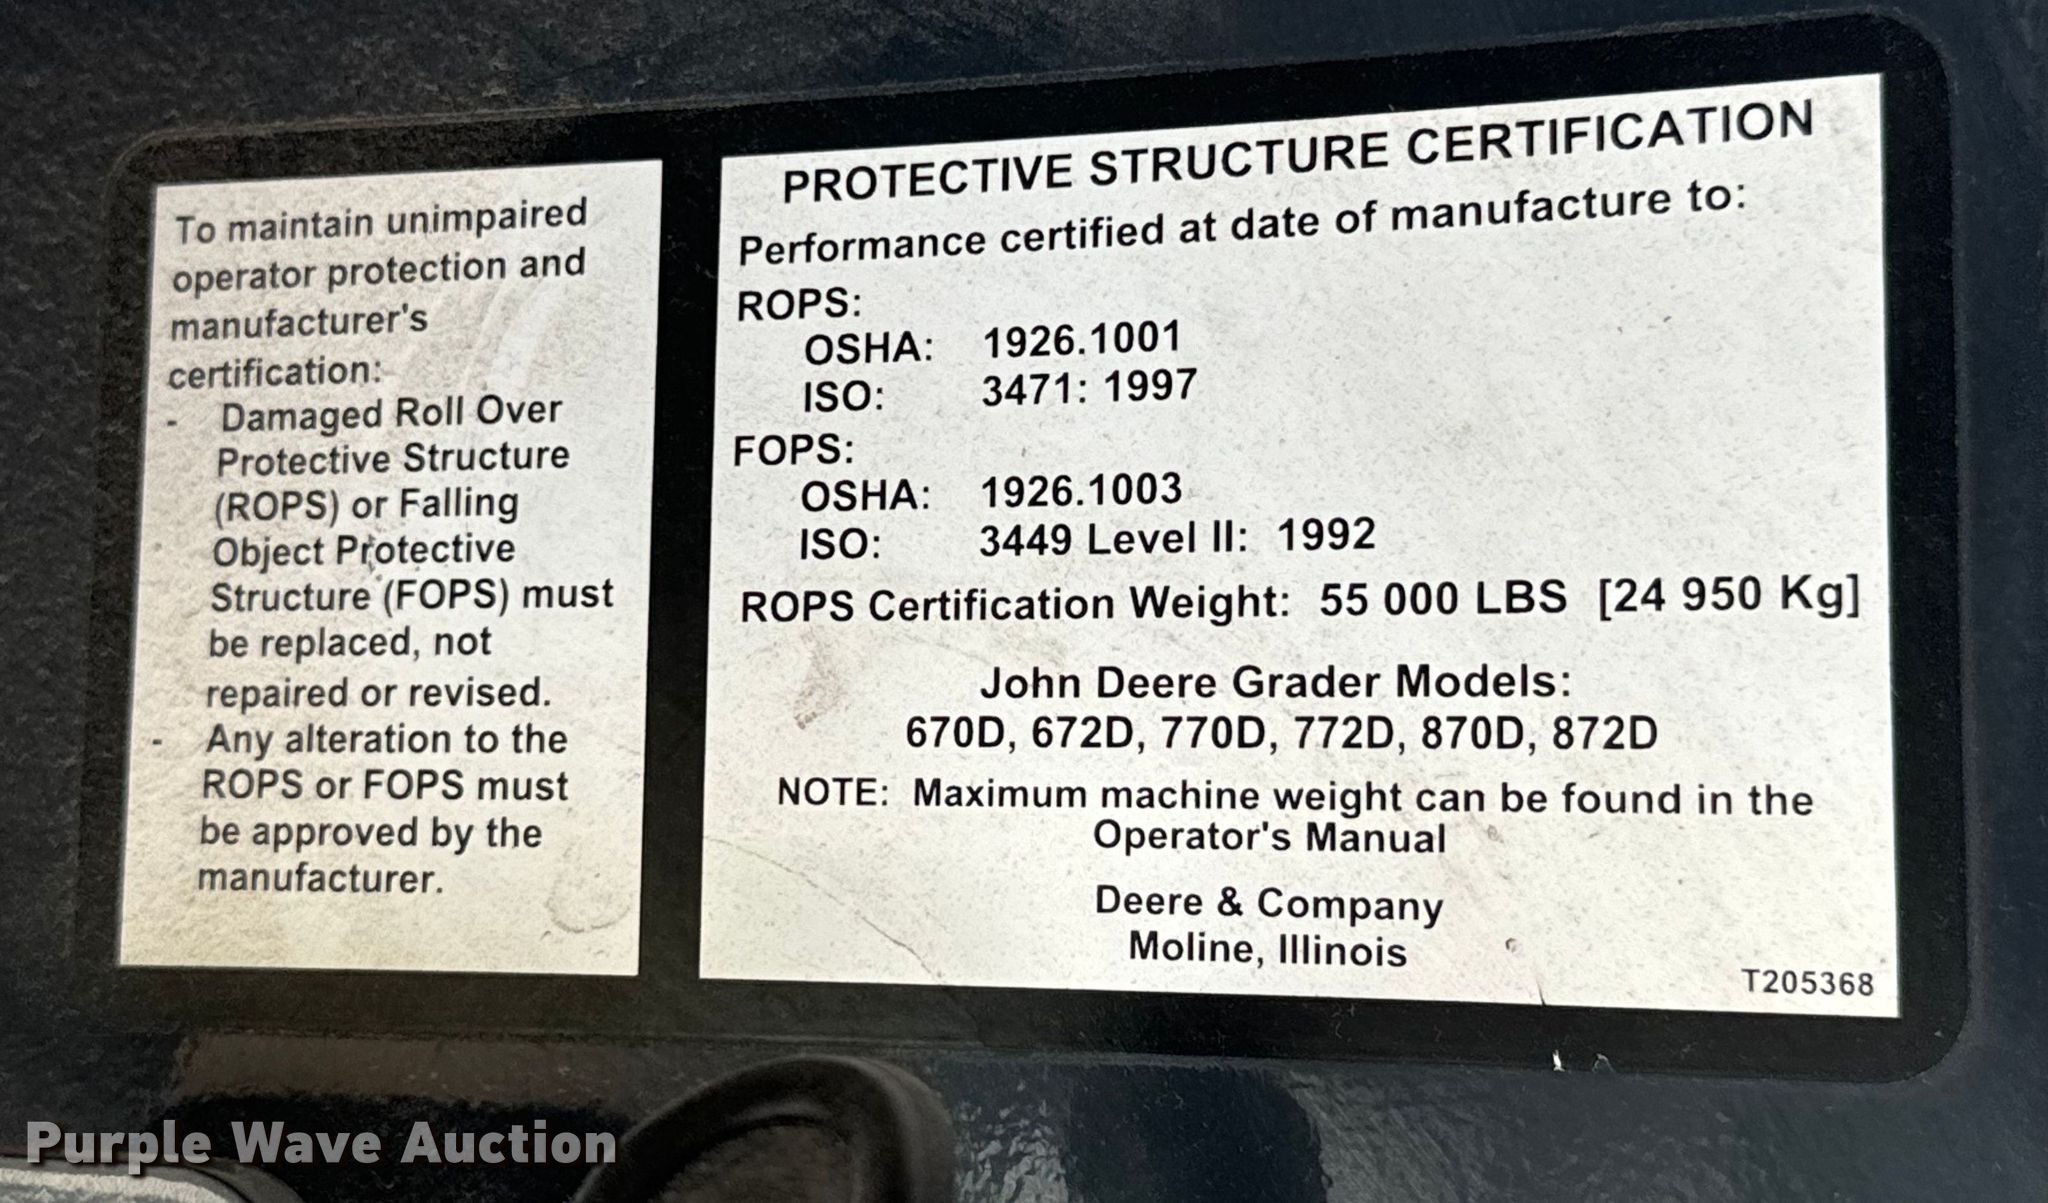 To maintain unimpaired
operator protection and
manufacturer's
certification:
- Damaged Roll Over
Protective Structure
(ROPS) or Falling
Object Protective
Structure (FOPS) must
be replaced, not
repaired or revised.
- Any alteration to the
ROPS or FOPS must
be approved by the
manufacturer.
PROTECTIVE STRUCTURE CERTIFICATION
Performance certified at date of manufacture to:
ROPS:
OSHA: 1926.1001
ISO: 3471: 1997
FOPS:
OSHA: 1926.1003
ISO: 3449 Level II: 1992
ROPS Certification Weight: 55 000 LBS [24 950 Kg]
John Deere Grader Models:
670D, 672D, 770D, 772D, 870D, 872D
NOTE: Maximum machine weight can be found in the
Operator's Manual
Deere & Company
Moline, Illinois
T205368
Purple Wave Auction